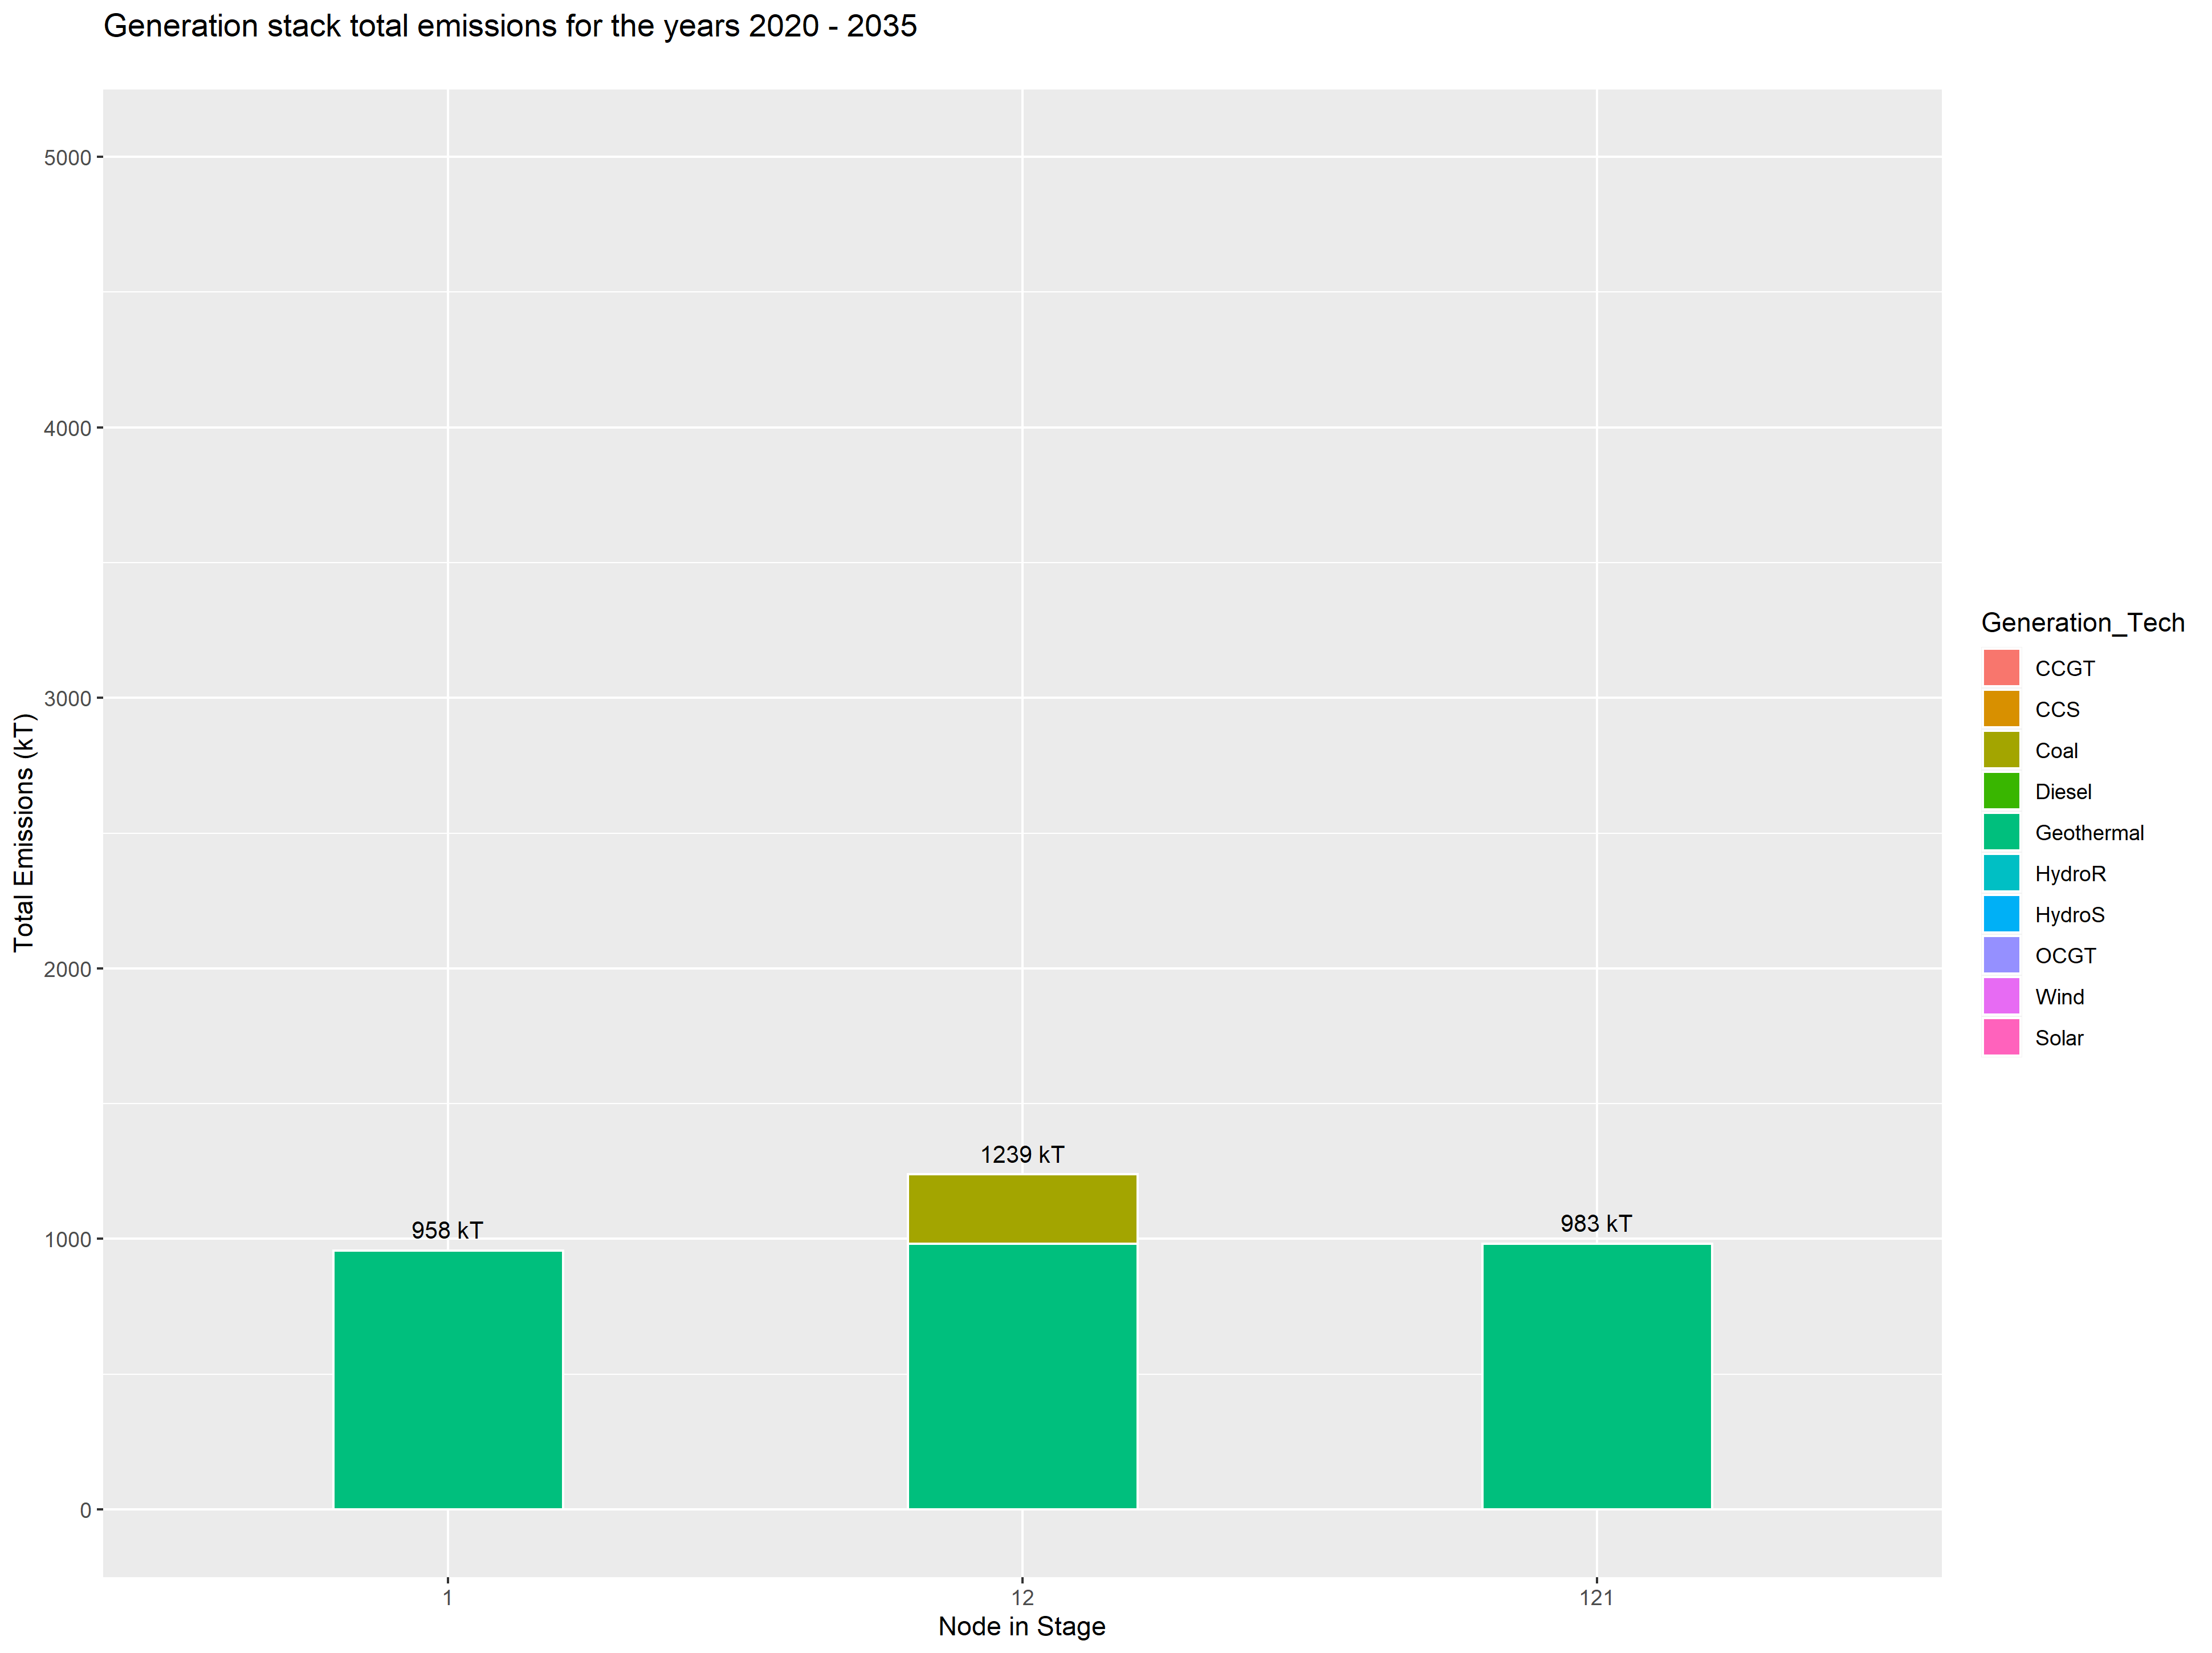 Generation stack total emissions for the years 2020 - 2035
5000
4000
3000
2000
1000
0
Total Emissions (kT)
958 kT
1239 kT
983 kT
1
12
121
Node in Stage
Generation_Tech
CCGT
CCS
Coal
Diesel
Geothermal
HydroR
HydroS
OCGT
Wind
Solar